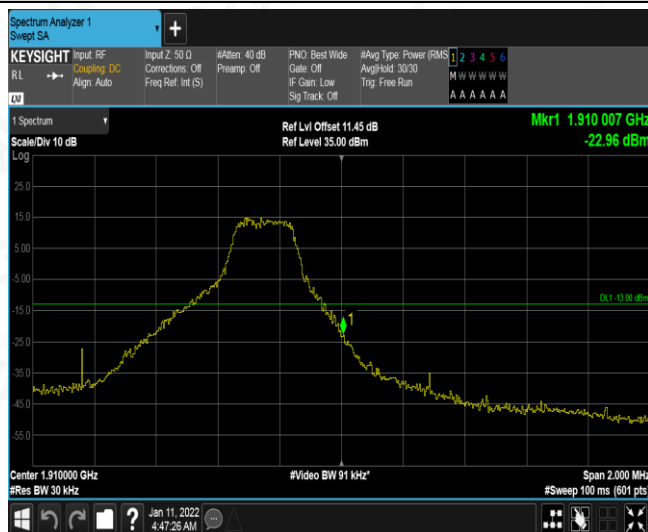 Spectrum Analyzer 1
Swept SA
+
KEYSIGHT
RL
LXI
Input: RF
Coupling: DC
Align: Auto
Input Z: 50 Ω
Corrections: Off
Freq Ref: Int (S)
#Atten: 40 dB
Preamp: Off
PNO: Best Wide
Gate: Off
IF Gain: Low
Sig Track: Off
#Avg Type: Power (RMS
Avg|Hold: 30/30
Trig: Free Run
1 2 3 4 5 6
M W W W W W
A A A A A A
1 Spectrum
Scale/Div 10 dB
Log
Ref Lvl Offset 11.45 dB
Ref Level 35.00 dBm
Mkr1 1.910 007 GHz
-22.96 dBm
25.0
15.0
5.00
-5.00
DL1 -13.00 dBm
-15.0
1
-25.0
-35.0
-45.0
-55.0
Center 1.910000 GHz
#Res BW 30 kHz
#Video BW 91 kHz*
Span 2.000 MHz
#Sweep 100 ms (601 pts)
?
Jan 11, 2022
4:47:26 AM